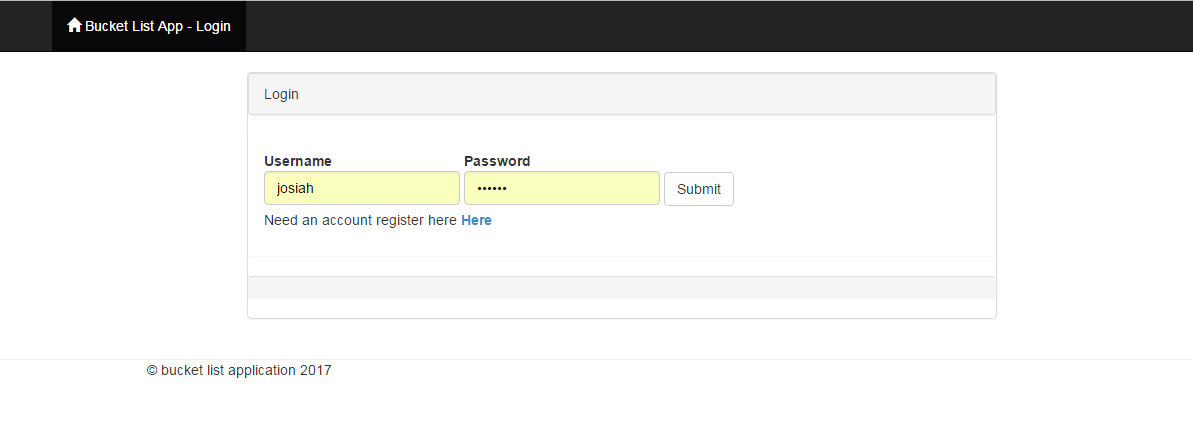 Bucket List App - Login
Login
Username Password
josiah •••••• Submit
Need an account register here Here
© bucket list application 2017